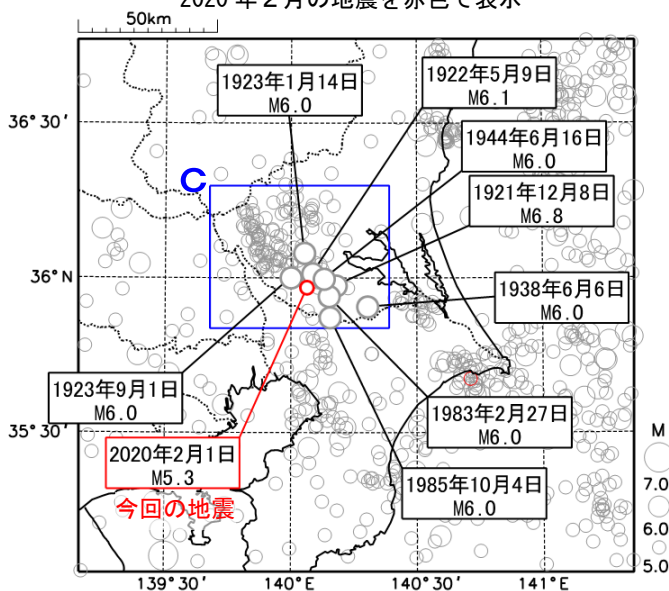 2020年２月の地震を赤色で表示
50km
1923年1月14日
M6.0
1922年5月9日
M6.1
36°30′
1944年6月16日
M6.0
C
1921年12月8日
M6.8
36°N
1938年6月6日
M6.0
1923年9月1日
M6.0
1983年2月27日
M6.0
35°30′
2020年2月1日
M5.3
今回の地震
1985年10月4日
M6.0
M
7.0
6.0
5.0
139°30′
140°E
140°30′
141°E